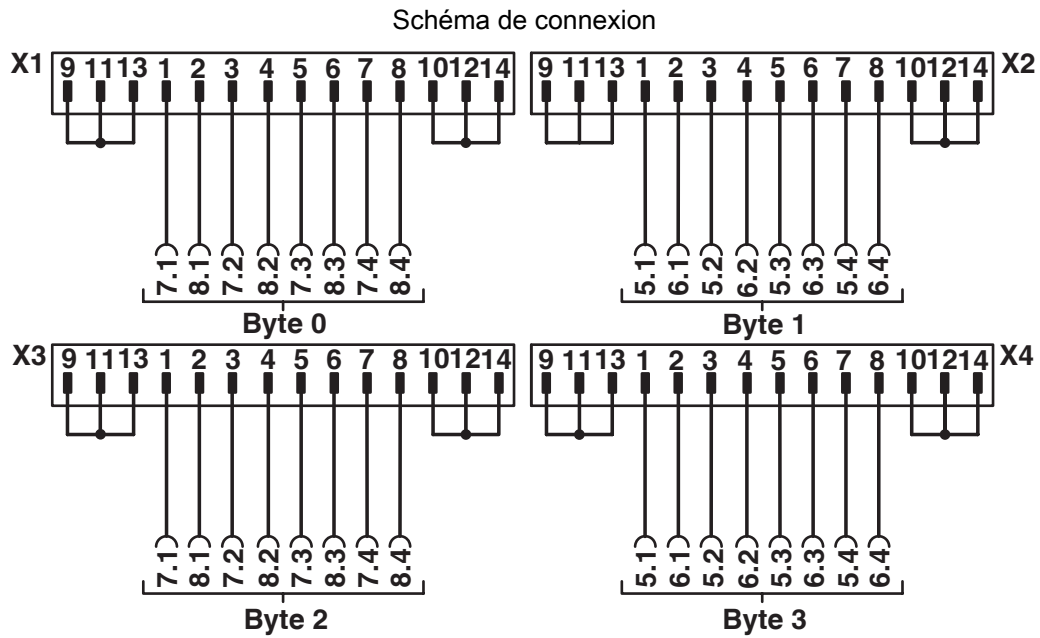 Schéma de connexion
X1 9 11 13 1 2 3 4 5 6 7 8 10 12 14
9 11 13 1 2 3 4 5 6 7 8 10 12 14 X2
7.1 8.1 7.2 8.2 7.3 8.3 7.4 8.4
5.1 6.1 5.2 6.2 5.3 6.3 5.4 6.4
Byte 0
Byte 1
X3 9 11 13 1 2 3 4 5 6 7 8 10 12 14
9 11 13 1 2 3 4 5 6 7 8 10 12 14 X4
7.1 8.1 7.2 8.2 7.3 8.3 7.4 8.4
5.1 6.1 5.2 6.2 5.3 6.3 5.4 6.4
Byte 2
Byte 3